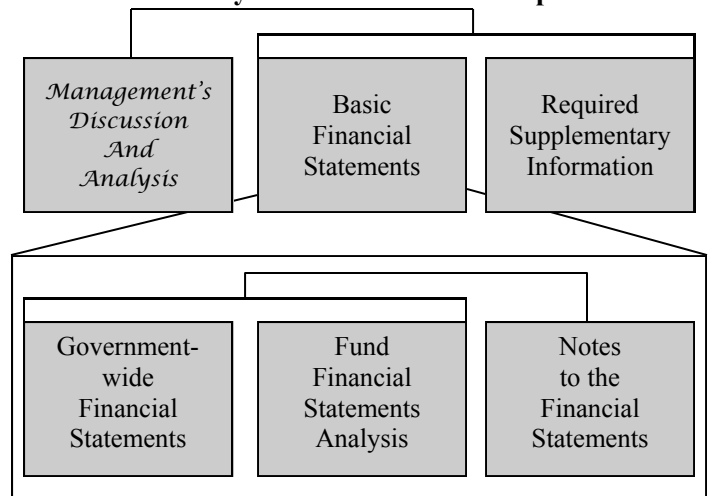 Management's
Discussion
And
Analysis
Basic
Financial
Statements
Required
Supplementary
Information
Government-
wide
Financial
Statements
Fund
Financial
Statements
Analysis
Notes
to the
Financial
Statements